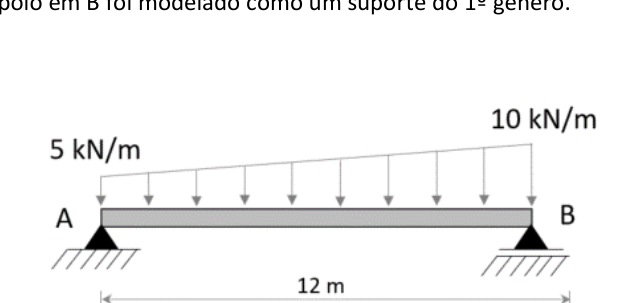 poio em B foi modelado como um suporte do 1º gênero.
10 kN/m
5 kN/m
A
B
12 m